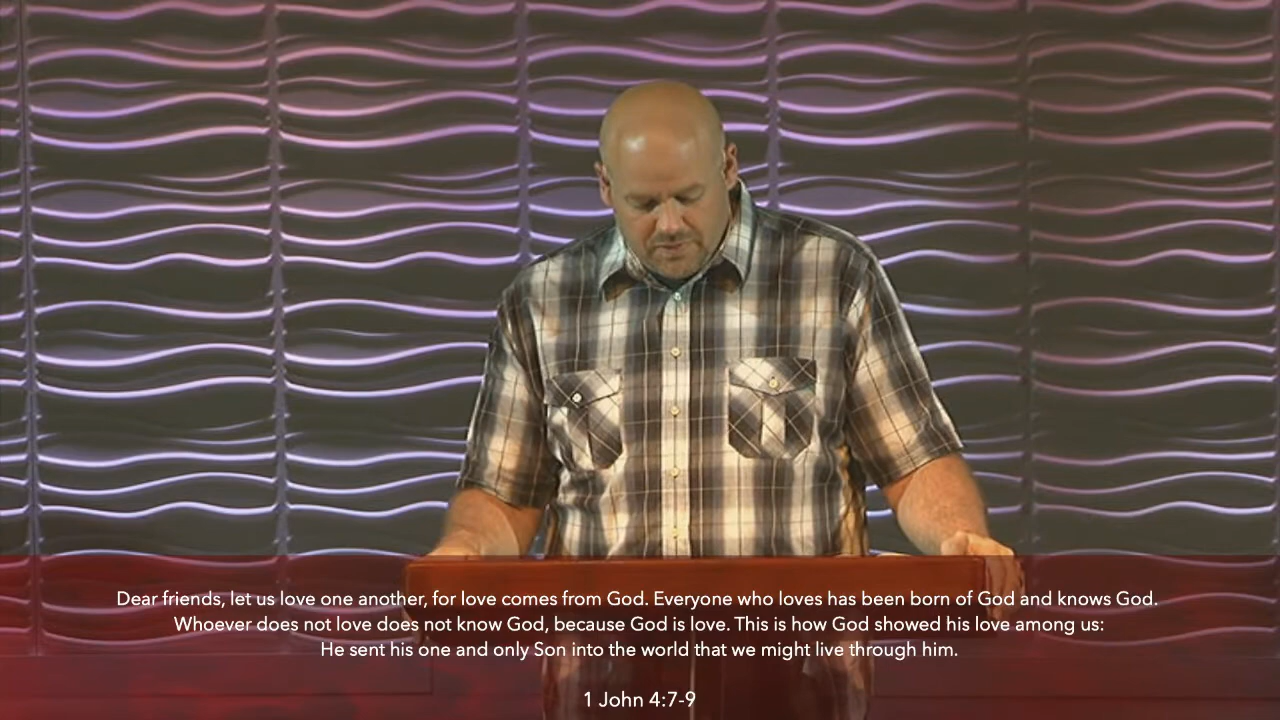 Dear friends, let us love one another, for love comes from God. Everyone who loves has been born of God and knows God.
Whoever does not love does not know God, because God is love. This is how God showed his love among us:
He sent his one and only Son into the world that we might live through him.
1 John 4:7-9